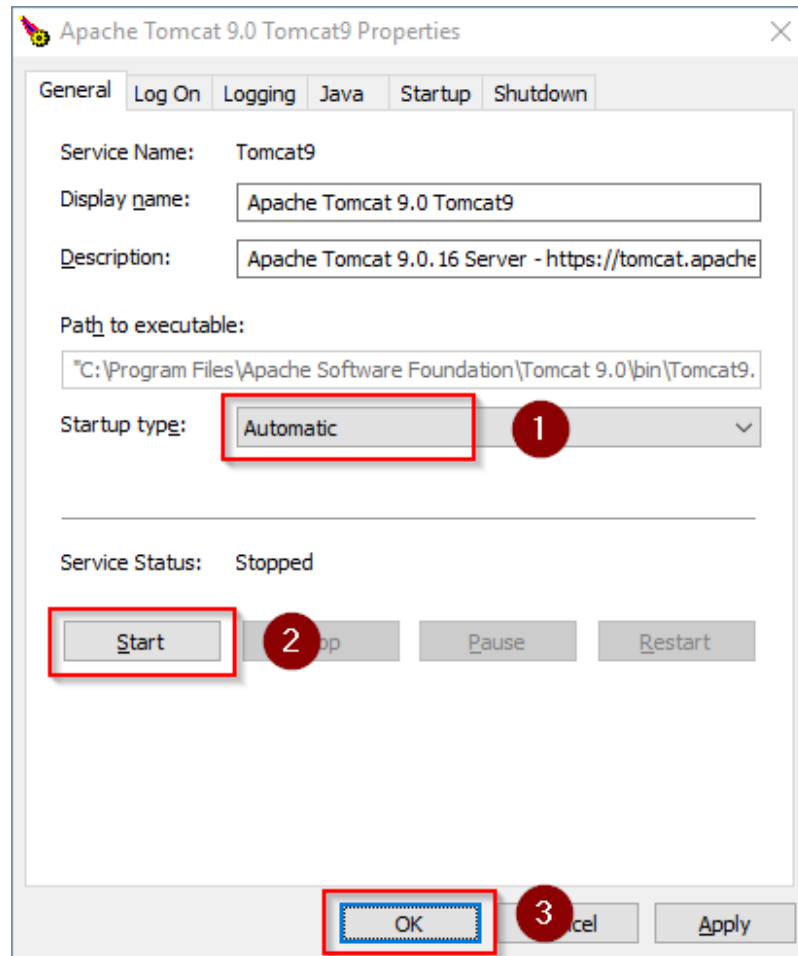 Apache Tomcat 9.0 Tomcat9 Properties
General Log On Logging Java Startup Shutdown
Service Name: Tomcat9
Display name: Apache Tomcat 9.0 Tomcat9
Description: Apache Tomcat 9.0.16 Server - https://tomcat.apache
Path to executable:
"C:\Program Files\Apache Software Foundation\Tomcat 9.0\bin\Tomcat9.
Startup type: Automatic 1
Service Status: Stopped
Start 2 op Pause Restart
OK 3 cel Apply